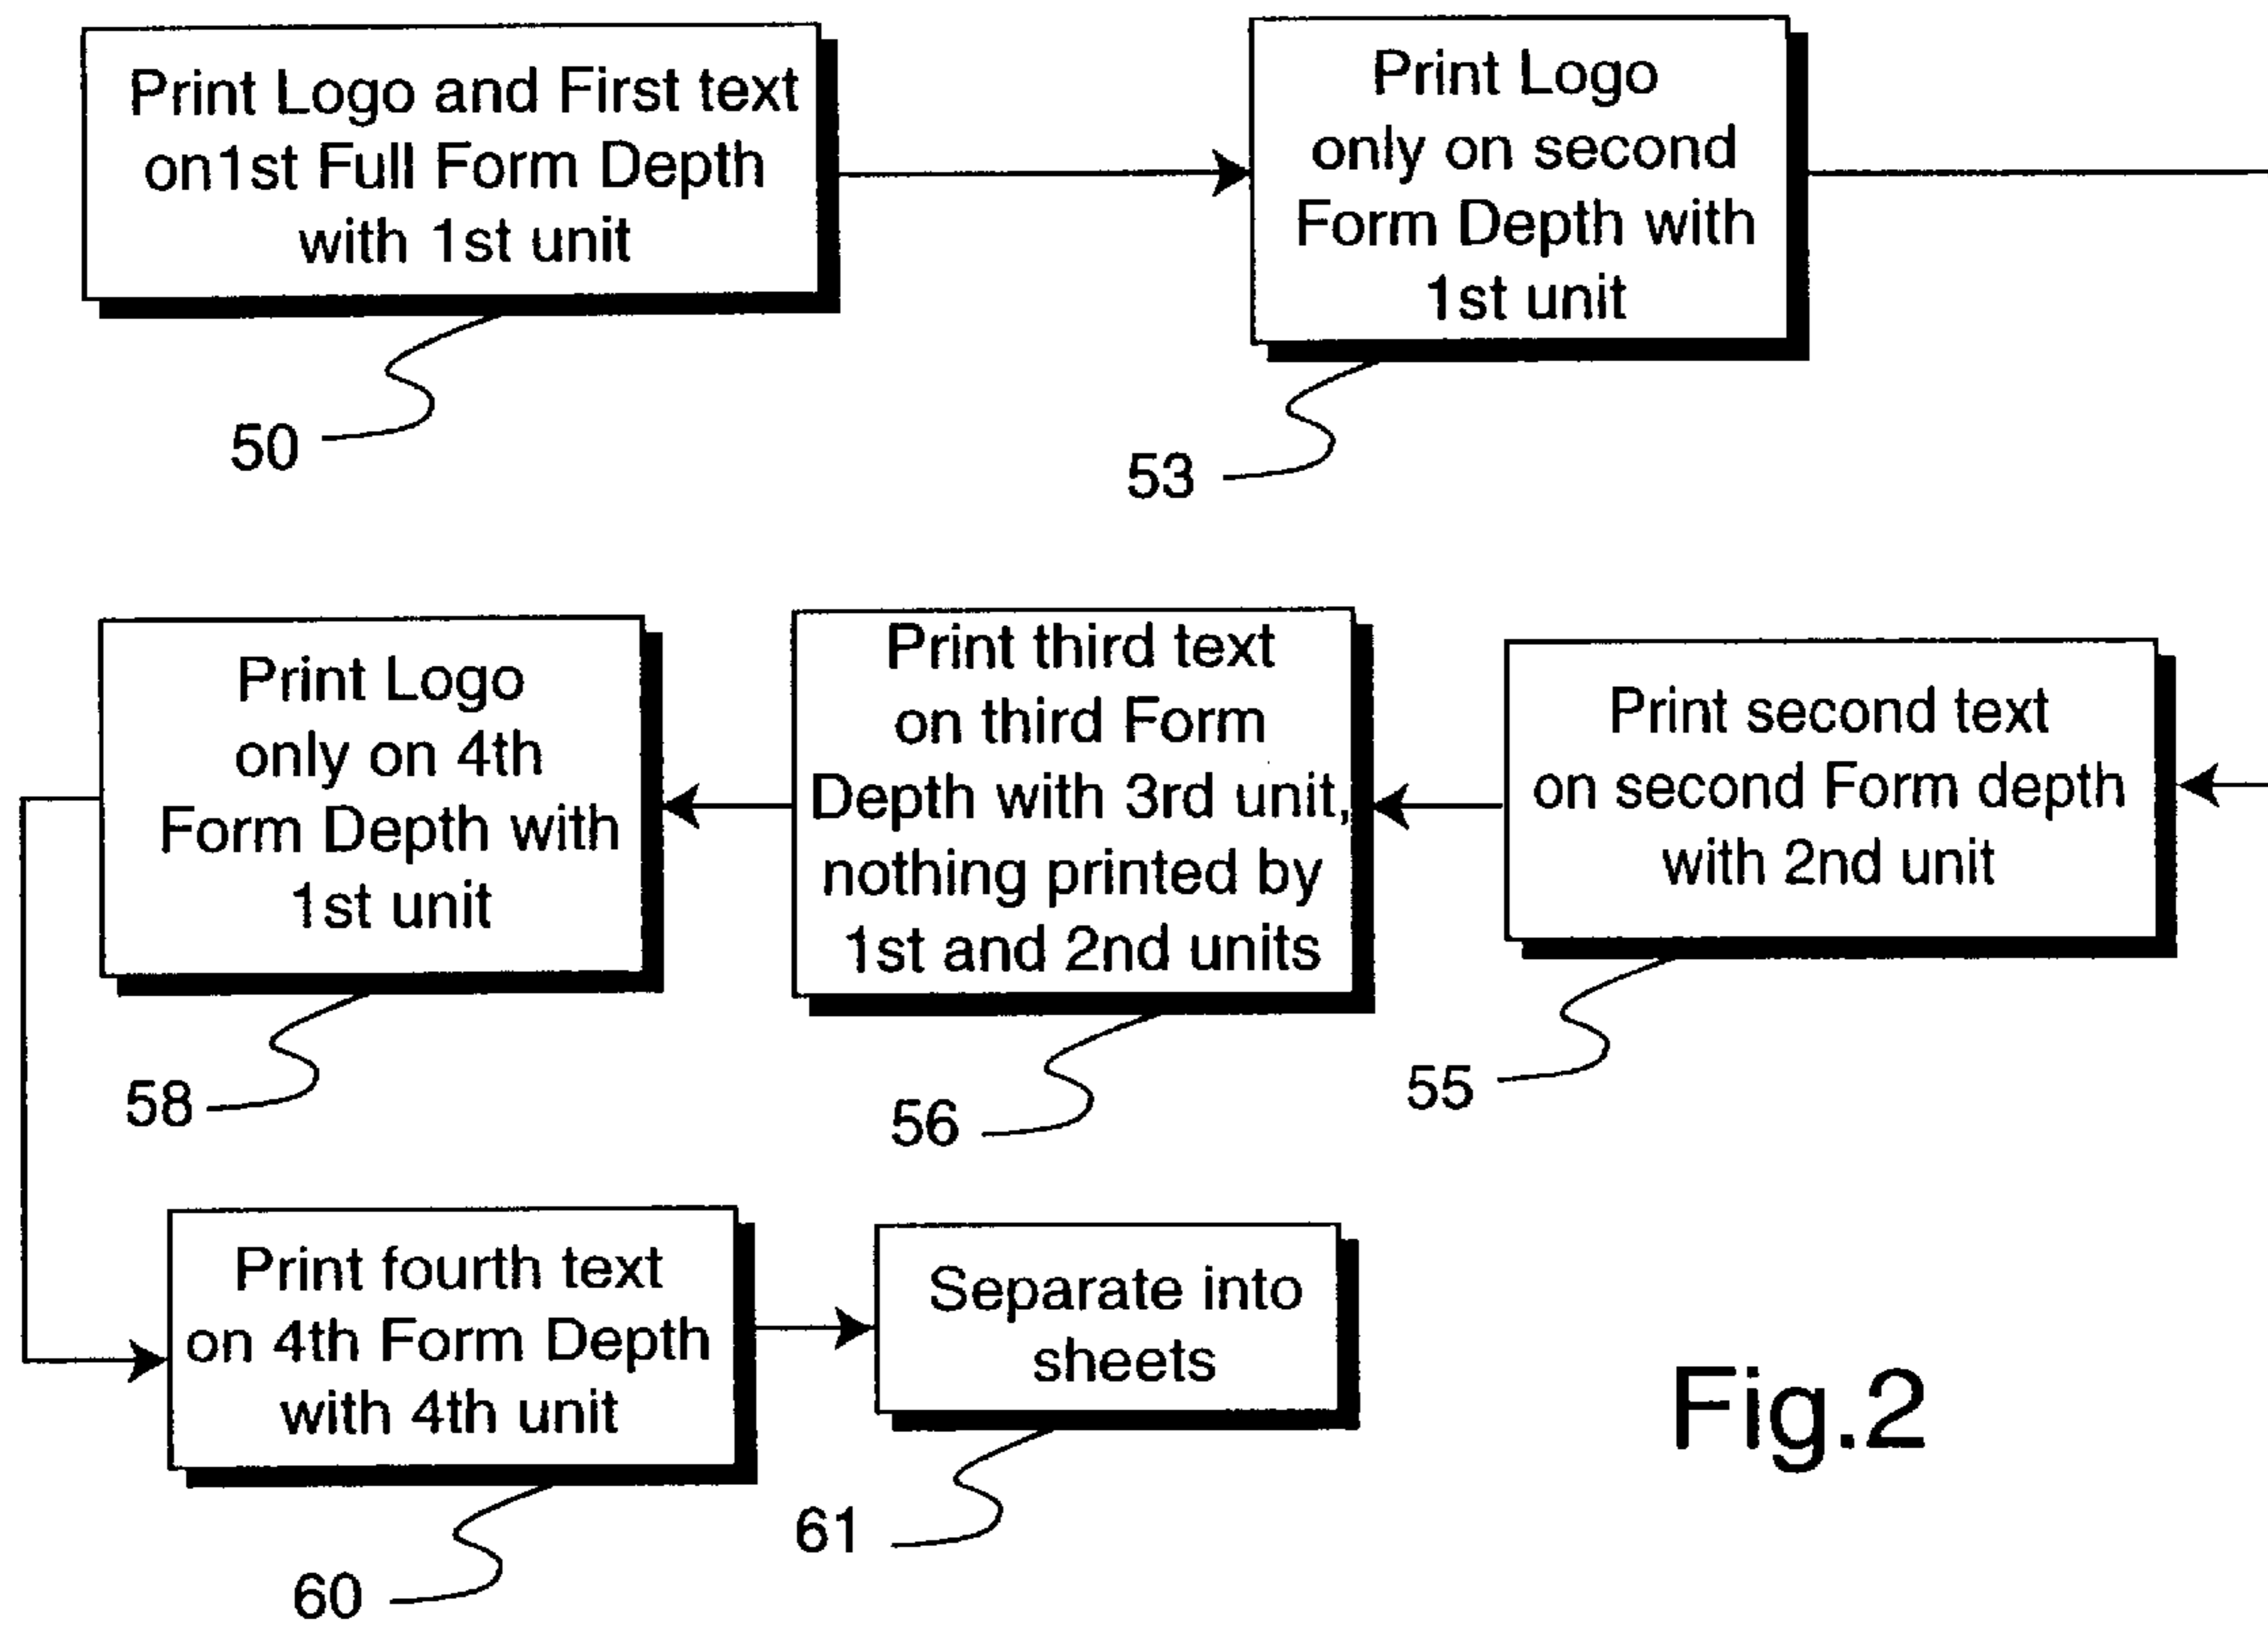 Print Logo and First text
on1st Full Form Depth
with 1st unit
50
Print Logo
only on second
Form Depth with
1st unit
53
Print second text
on second Form depth
with 2nd unit
55
Print third text
on third Form
Depth with 3rd unit,
nothing printed by
1st and 2nd units
56
Print Logo
only on 4th
Form Depth with
1st unit
58
Print fourth text
on 4th Form Depth
with 4th unit
60
Separate into
sheets
61
Fig.2